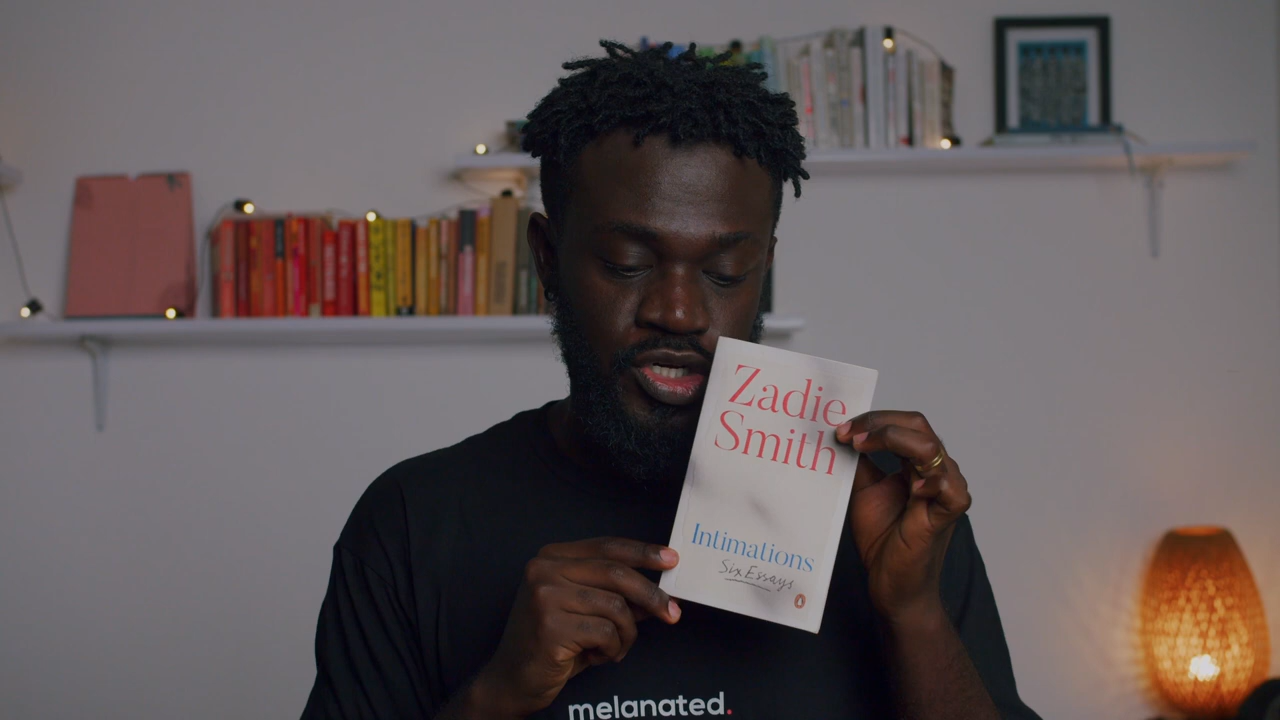 Zadie
Smith
Intimations
Six Essays
melanated.